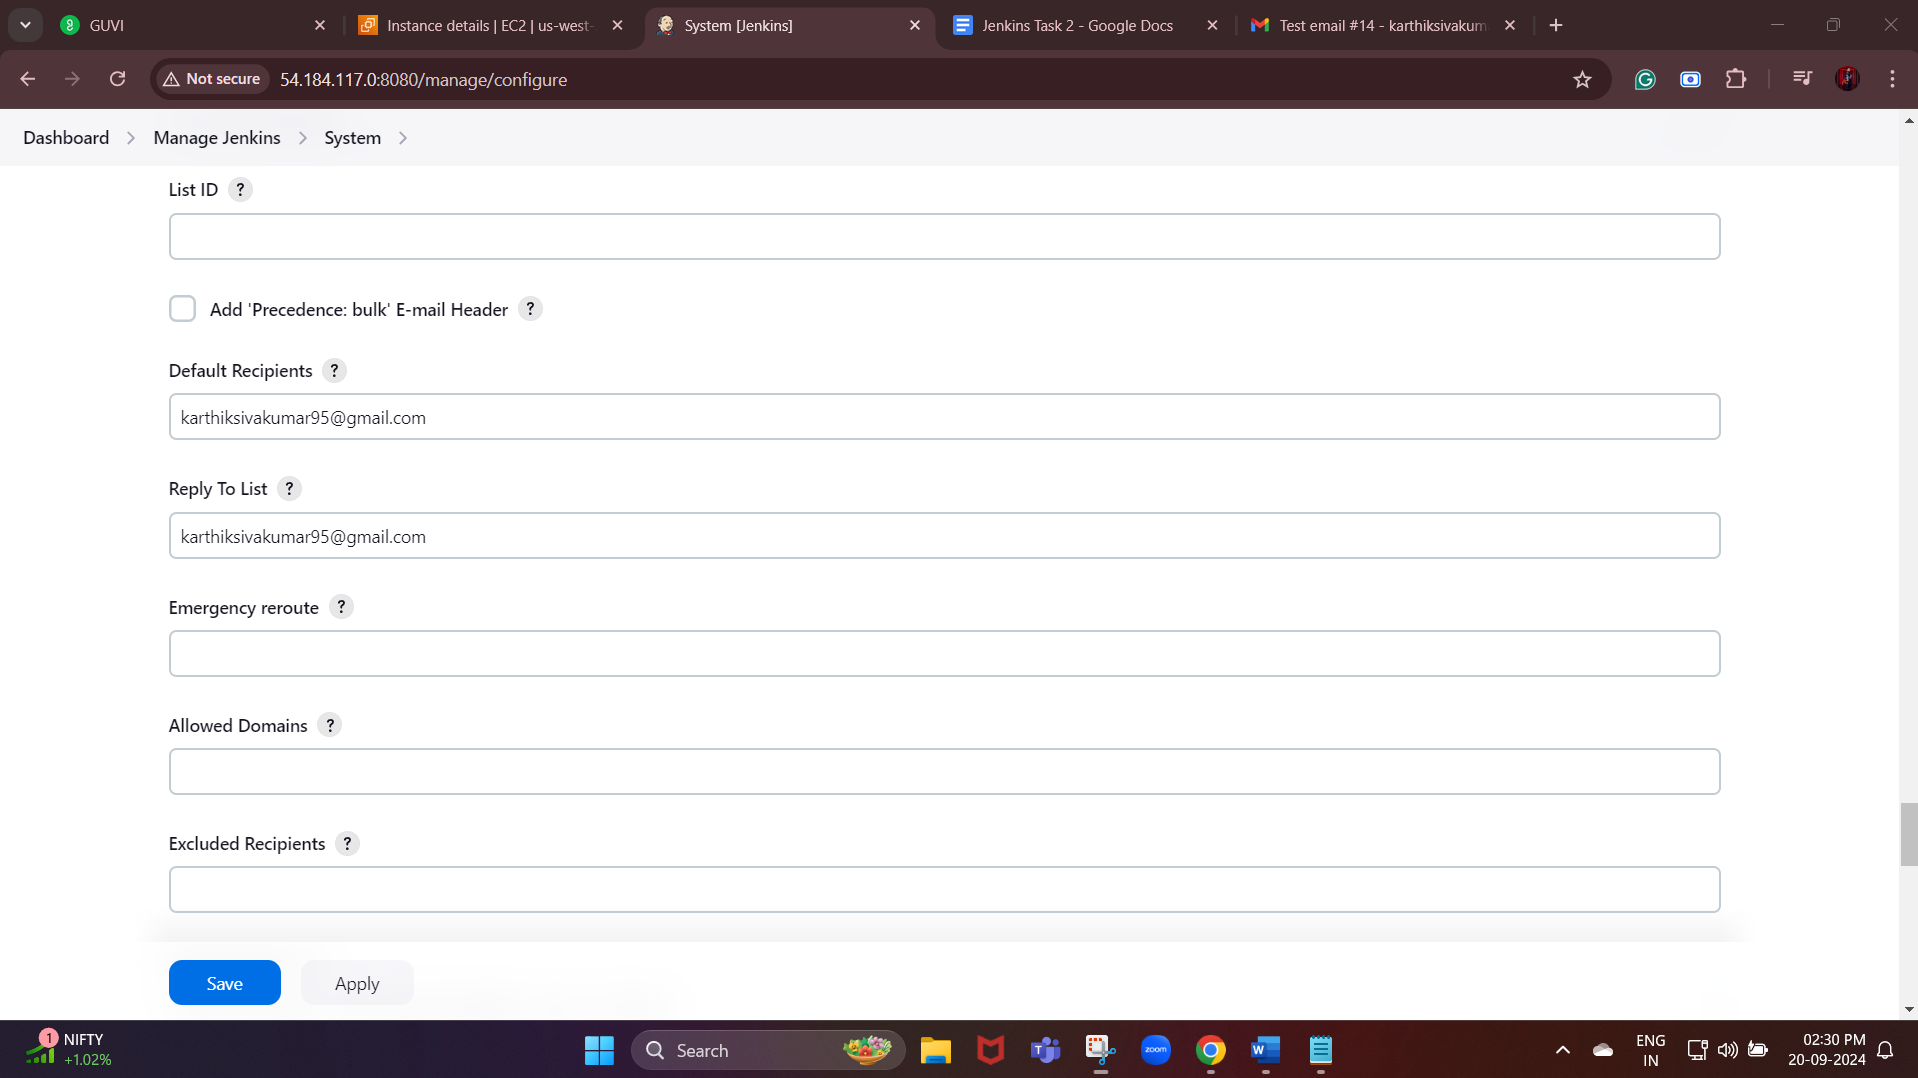 GUVI
Instance details | EC2 | us-west-
System [Jenkins]
Jenkins Task 2 - Google Docs
Test email #14 - karthiksivakum
Not secure
54.184.117.0:8080/manage/configure
Dashboard
Manage Jenkins
System
List ID ?
Add 'Precedence: bulk' E-mail Header ?
Default Recipients ?
karthiksivakumar95@gmail.com
Reply To List ?
karthiksivakumar95@gmail.com
Emergency reroute ?
Allowed Domains ?
Excluded Recipients ?
Save
Apply
1
NIFTY
+1.02%
Search
zoom
ENG
IN
02:30 PM
20-09-2024